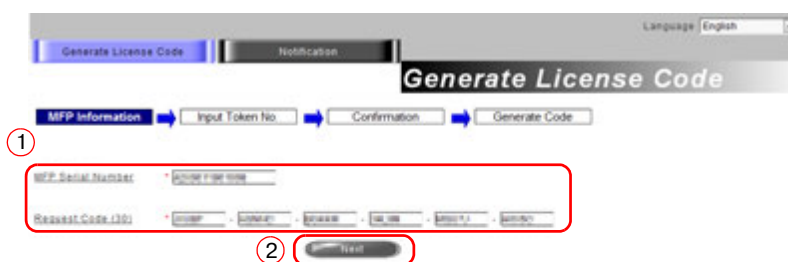 Language English
Generate License Code Notification
Generate License Code
MFP Information Input Token No. Confirmation Generate Code
1
MFP Serial Number *
Request Code (30) * - - - - -
2 Next